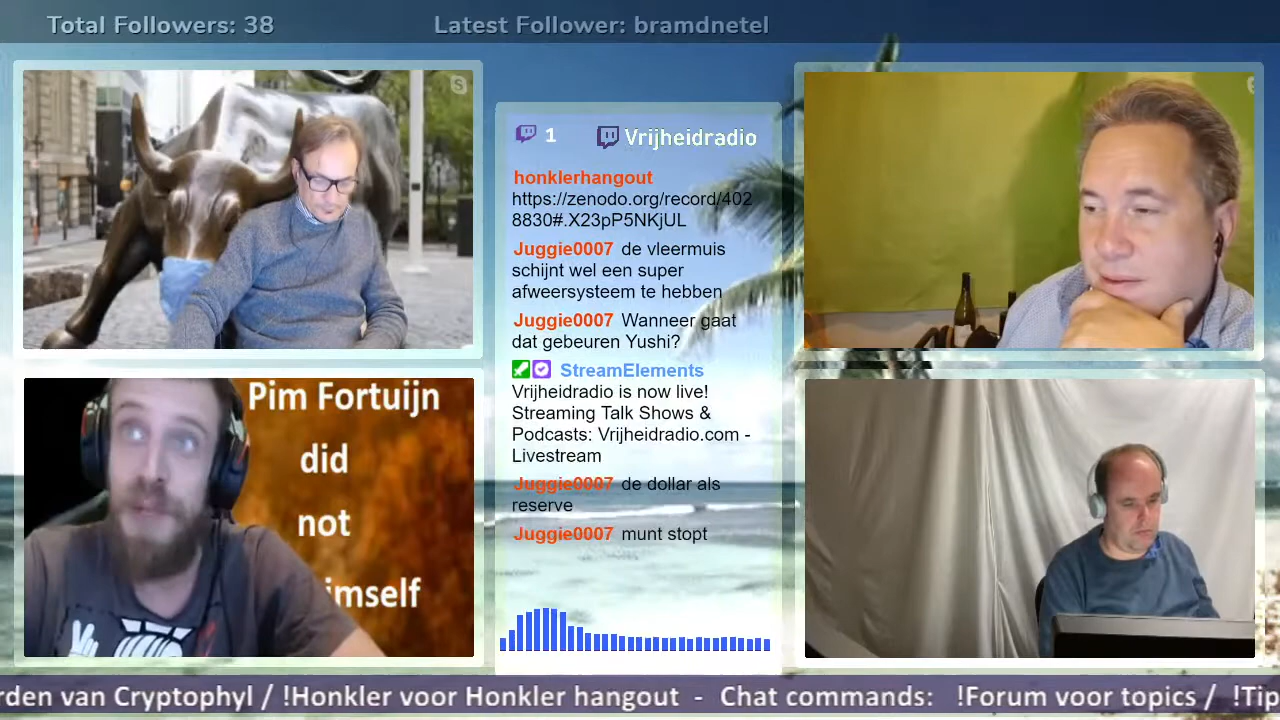 Total Followers: 38
Latest Follower: bramdnetel
1
Vrijheidradio
honklerhangout
https://zenodo.org/record/402
8830#.X23pP5NKjUL
Juggie0007 de vleermuis
schijnt wel een super
afweersysteem te hebben
Juggie0007 Wanneer gaat
dat gebeuren Yushi?
StreamElements
Vrijheidradio is now live!
Streaming Talk Shows &
Podcasts: Vrijheidradio.com -
Livestream
Juggie0007 de dollar als
reserve
Juggie0007 munt stopt
Pim Fortuijn
did
not
imself
rden van Cryptophyl / !Honkler voor Honkler hangout - Chat commands: !Forum voor topics / !Tip